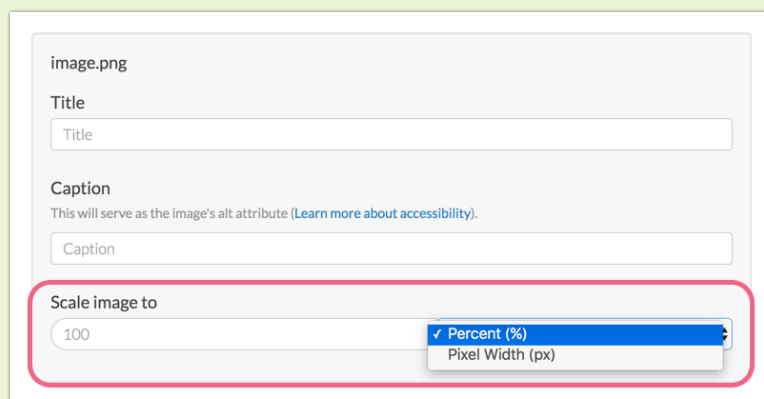 image.png
Title
Title
Caption
This will serve as the image's alt attribute (Learn more about accessibility).
Caption
Scale image to
100
✓ Percent (%)
Pixel Width (px)